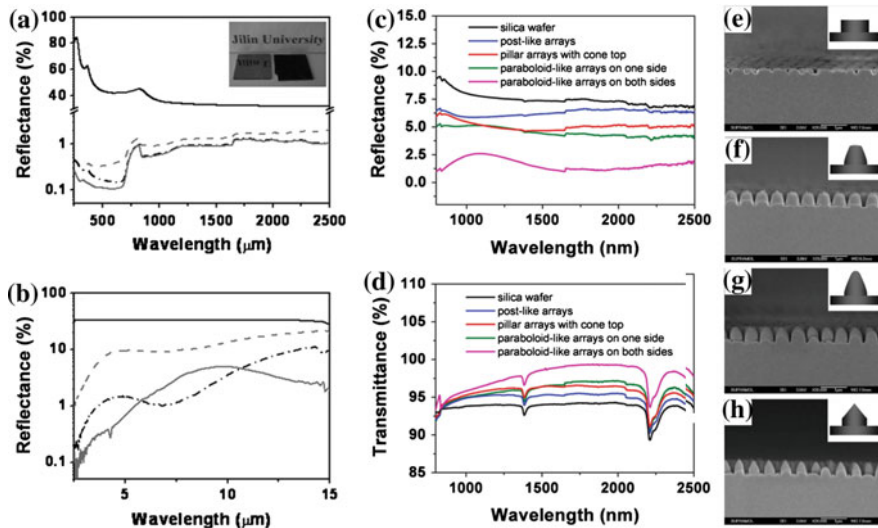 (a)
Reflectance (%)
100
80
60
40
1
0.1
Jilin University
500 1000 1500 2000 2500
Wavelength (μm)
(b)
Reflectance (%)
100
10
1
0.1
5 10 15
Wavelength (μm)
(c)
Reflectance (%)
15.0
12.5
10.0
7.5
5.0
2.5
0.0
silica wafer
post-like arrays
pillar arrays with cone top
paraboloid-like arrays on one side
paraboloid-like arrays on both sides
1000 1500 2000 2500
Wavelength (nm)
(d)
Transmittance (%)
110
105
100
95
90
85
silica wafer
post-like arrays
pillar arrays with cone top
paraboloid-like arrays on one side
paraboloid-like arrays on both sides
1000 1500 2000 2500
Wavelength (nm)
(e)
(f)
(g)
(h)